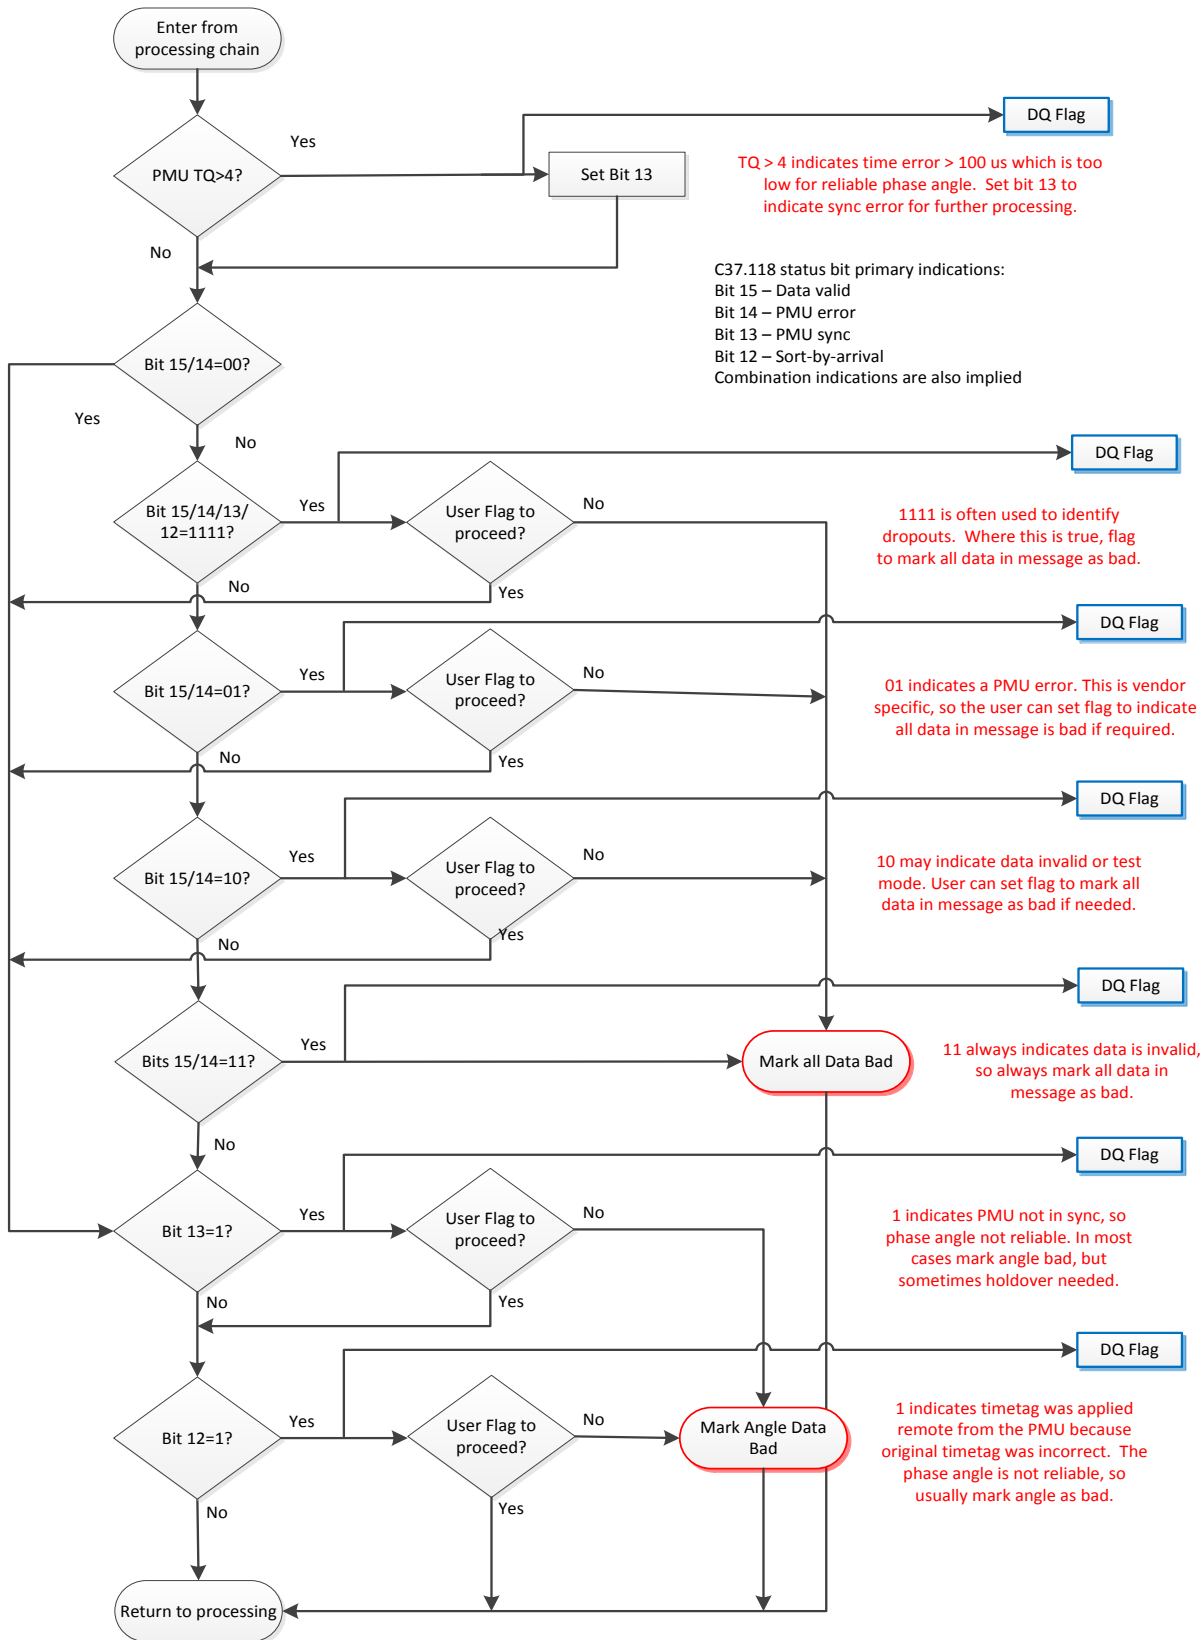 Enter from
processing chain
DQ Flag
Yes
PMU TQ>4?
Set Bit 13
TQ > 4 indicates time error > 100 us which is too
low for reliable phase angle.  Set bit 13 to
indicate sync error for further processing.
No
C37.118 status bit primary indications:
Bit 15 – Data valid
Bit 14 – PMU error
Bit 13 – PMU sync
Bit 12 – Sort-by-arrival
Combination indications are also implied
Bit 15/14=00?
Yes
No
DQ Flag
Bit 15/14/13/
12=1111?
Yes
User Flag to
proceed?
No
1111 is often used to identify
dropouts.  Where this is true, flag
to mark all data in message as bad.
No
Yes
DQ Flag
Bit 15/14=01?
Yes
User Flag to
proceed?
No
01 indicates a PMU error. This is vendor
specific, so the user can set flag to indicate
all data in message is bad if required.
No
Yes
DQ Flag
Bit 15/14=10?
Yes
User Flag to
proceed?
No
10 may indicate data invalid or test
mode. User can set flag to mark all
data in message as bad if needed.
No
Yes
DQ Flag
Bits 15/14=11?
Yes
Mark all Data Bad
11 always indicates data is invalid,
so always mark all data in
message as bad.
No
DQ Flag
Bit 13=1?
Yes
User Flag to
proceed?
No
1 indicates PMU not in sync, so
phase angle not reliable. In most
cases mark angle bad, but
sometimes holdover needed.
No
Yes
DQ Flag
Bit 12=1?
Yes
User Flag to
proceed?
No
Mark Angle Data
Bad
1 indicates timetag was applied
remote from the PMU because
original timetag was incorrect.  The
phase angle is not reliable, so
usually mark angle as bad.
No
Yes
Return to processing